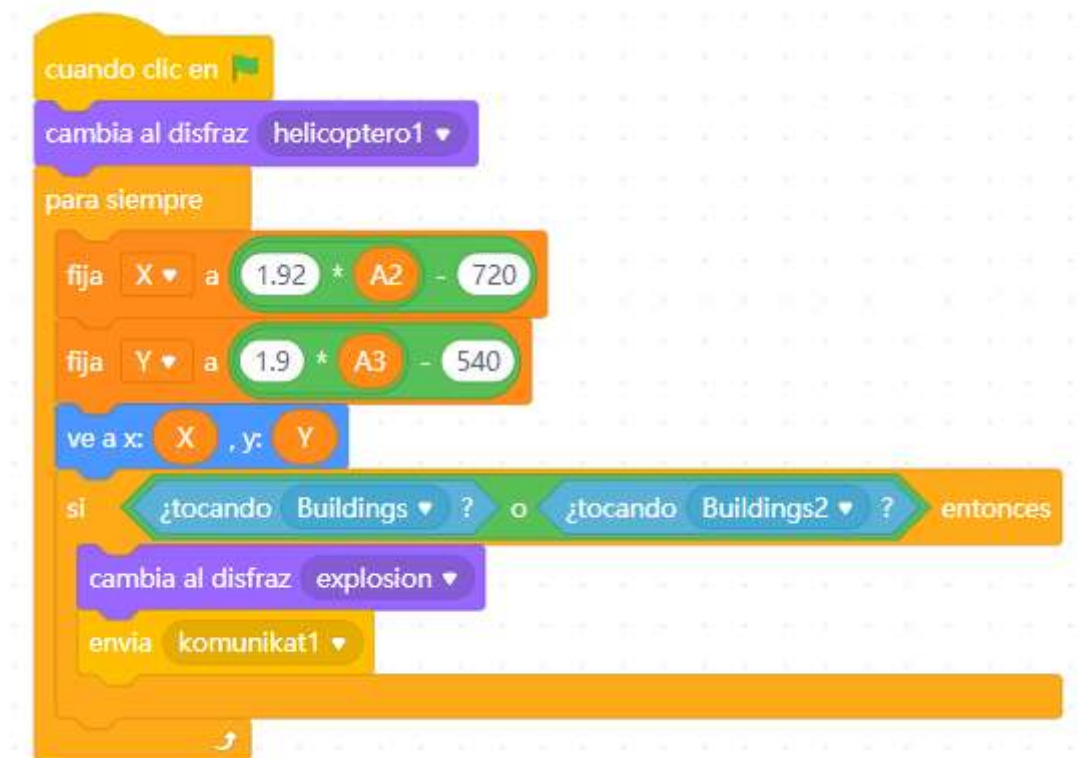 cuando clic en
cambia al disfraz helicoptero1
para siempre
fija X a 1.92 * A2 - 720
fija Y a 1.9 * A3 - 540
ve a x: X , y: Y
si ¿tocando Buildings ? o ¿tocando Buildings2 ? entonces
cambia al disfraz explosion
envia komunikat1